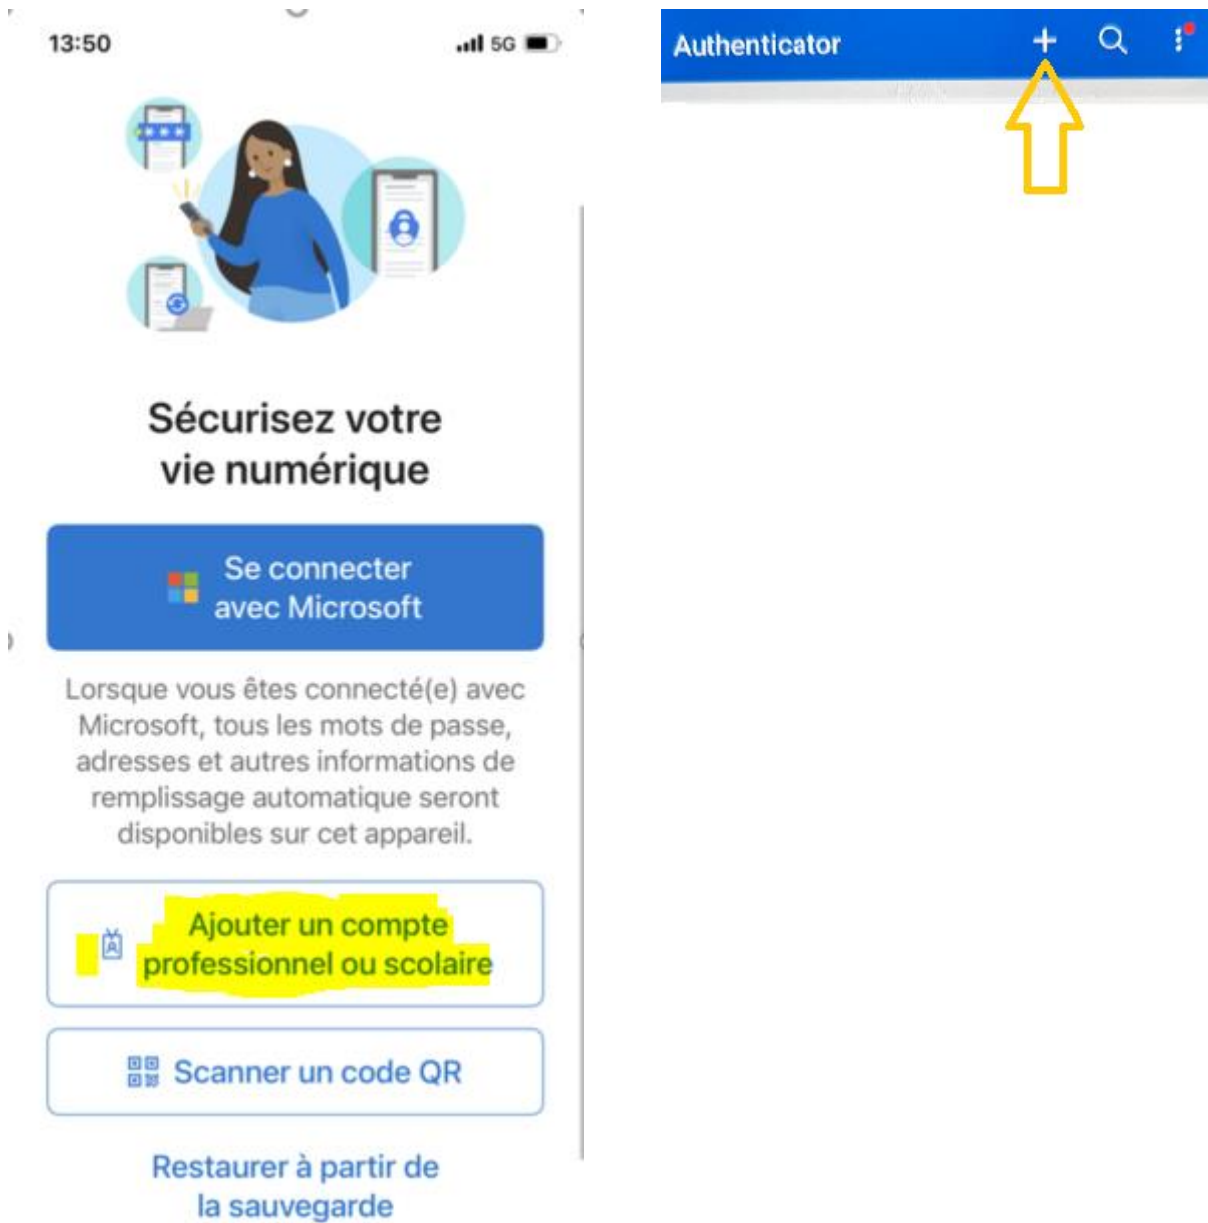 13:50
5G
Sécurisez votre
vie numérique
Se connecter
avec Microsoft
Lorsque vous êtes connecté(e) avec
Microsoft, tous les mots de passe,
adresses et autres informations de
remplissage automatique seront
disponibles sur cet appareil.
Ajouter un compte
professionnel ou scolaire
Scanner un code QR
Restaurer à partir de
la sauvegarde
Authenticator